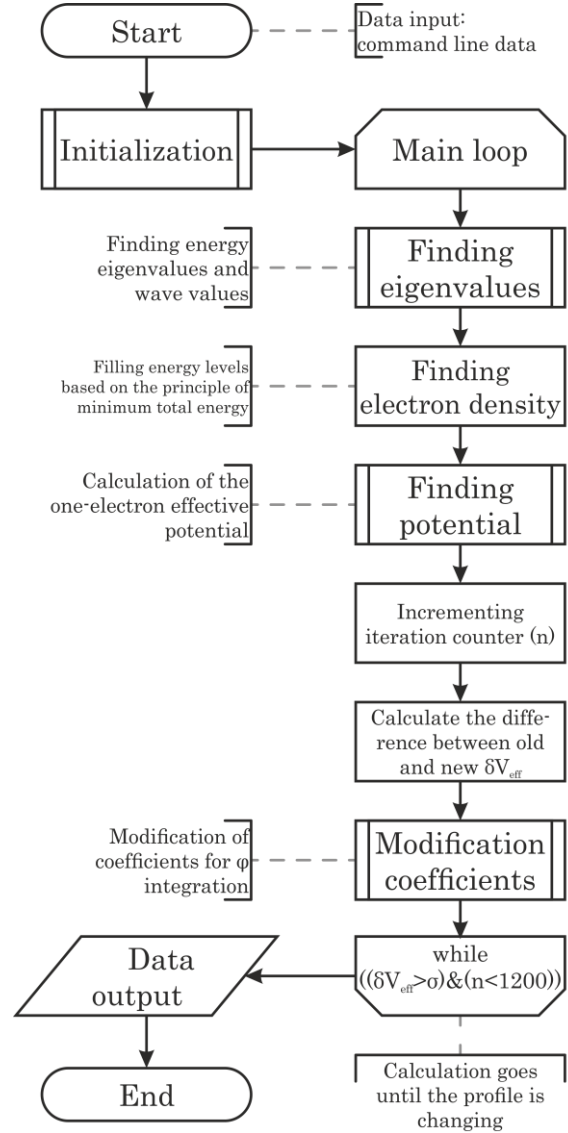 Start
Data input:
command line data
Initialization
Main loop
Finding energy
eigenvalues and
wave values
Finding
eigenvalues
Filling energy levels
based on the principle of
minimum total energy
Finding
electron density
Calculation of the
one-electron effective
potential
Finding
potential
Incrementing
iteration counter (n)
Calculate the diffe-
rence between old
and new δVeff
Modification of
coefficients for φ
integration
Modification
coefficients
while
((δVeff>σ)&(n<1200))
Data
output
End
Calculation goes
until the profile is
changing